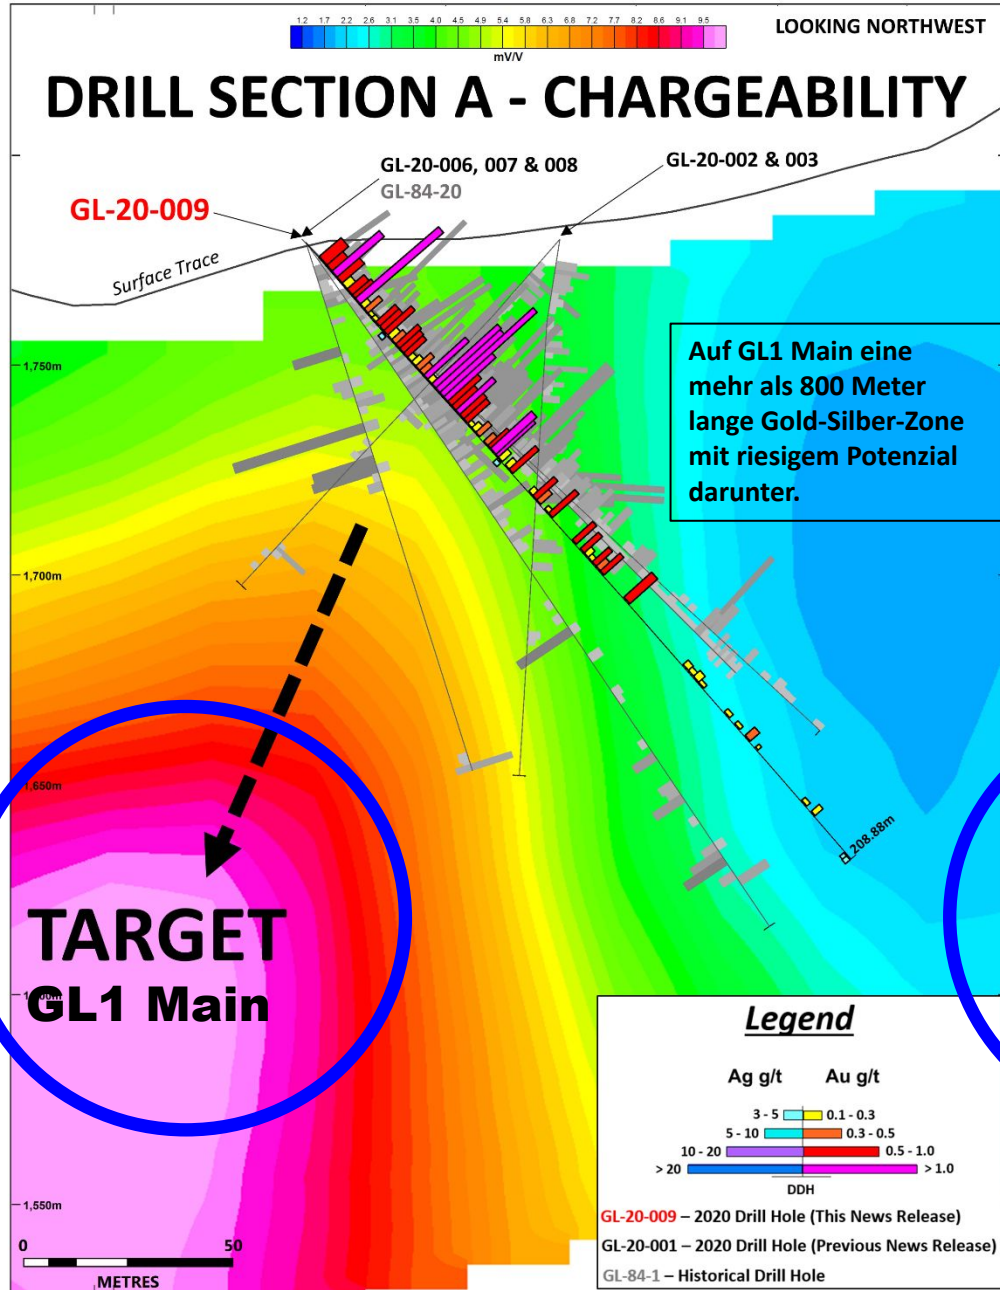 1.2 1.7 2.2 2.6 3.1 3.5 4.0 4.5 4.9 5.4 5.8 6.3 6.8 7.2 7.7 8.2 8.6 9.1 9.5
mV/V
LOOKING NORTHWEST
DRILL SECTION A - CHARGEABILITY
GL-20-006, 007 & 008
GL-84-20
GL-20-002 & 003
GL-20-009
Surface Trace
Auf GL1 Main eine
mehr als 800 Meter
lange Gold-Silber-Zone
mit riesigem Potenzial
darunter.
1,750m
1,700m
1,650m
208.88m
TARGET
GL1 Main
1,550m
0 50
METRES
Legend
Ag g/t Au g/t
3 - 5 0.1 - 0.3
5 - 10 0.3 - 0.5
10 - 20 0.5 - 1.0
> 20 > 1.0
DDH
GL-20-009 – 2020 Drill Hole (This News Release)
GL-20-001 – 2020 Drill Hole (Previous News Release)
GL-84-1 – Historical Drill Hole